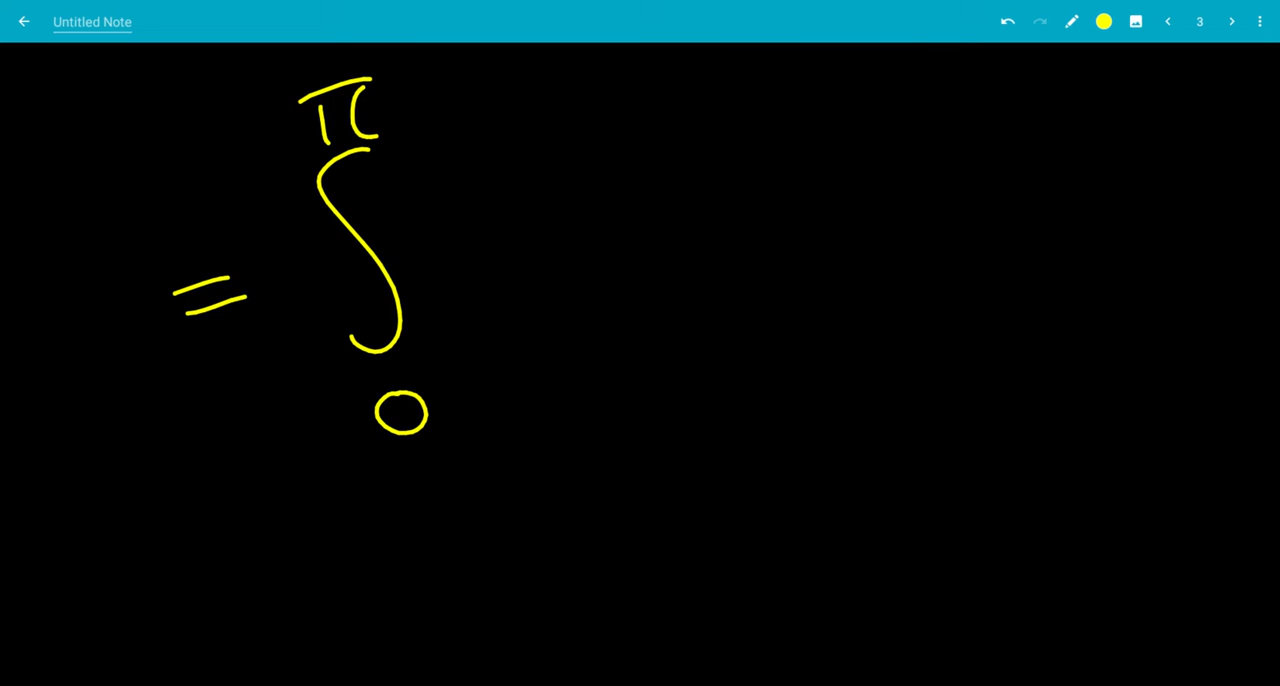 Untitled Note
3
π
= ∫
0